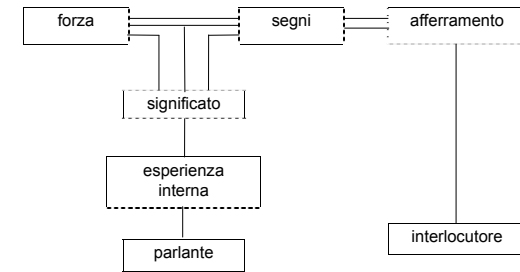 forza
segni
afferramento
significato
esperienza
interna
interlocutore
parlante